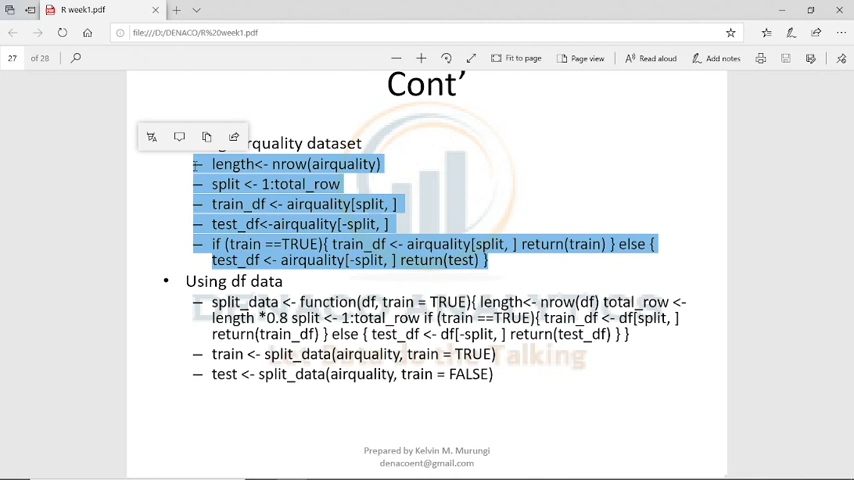 R week1.pdf
file:///D:/DENACO/R%20week1.pdf
27 of 28
Fit to page
Page view
Read aloud
Add notes
Cont’
airquality dataset
– length<- nrow(airquality)
– split <- 1:total_row
– train_df <- airquality[split, ]
– test_df<-airquality[-split, ]
– if (train ==TRUE){ train_df <- airquality[split, ] return(train) } else {
test_df <- airquality[-split, ] return(test) }
• Using df data
– split_data <- function(df, train = TRUE){ length<- nrow(df) total_row <-
length *0.8 split <- 1:total_row if (train ==TRUE){ train_df <- df[split, ]
return(train_df) } else { test_df <- df[-split, ] return(test_df) } }
– train <- split_data(airquality, train = TRUE)
– test <- split_data(airquality, train = FALSE)
Prepared by Kelvin M. Murungi
denacoent@gmail.com